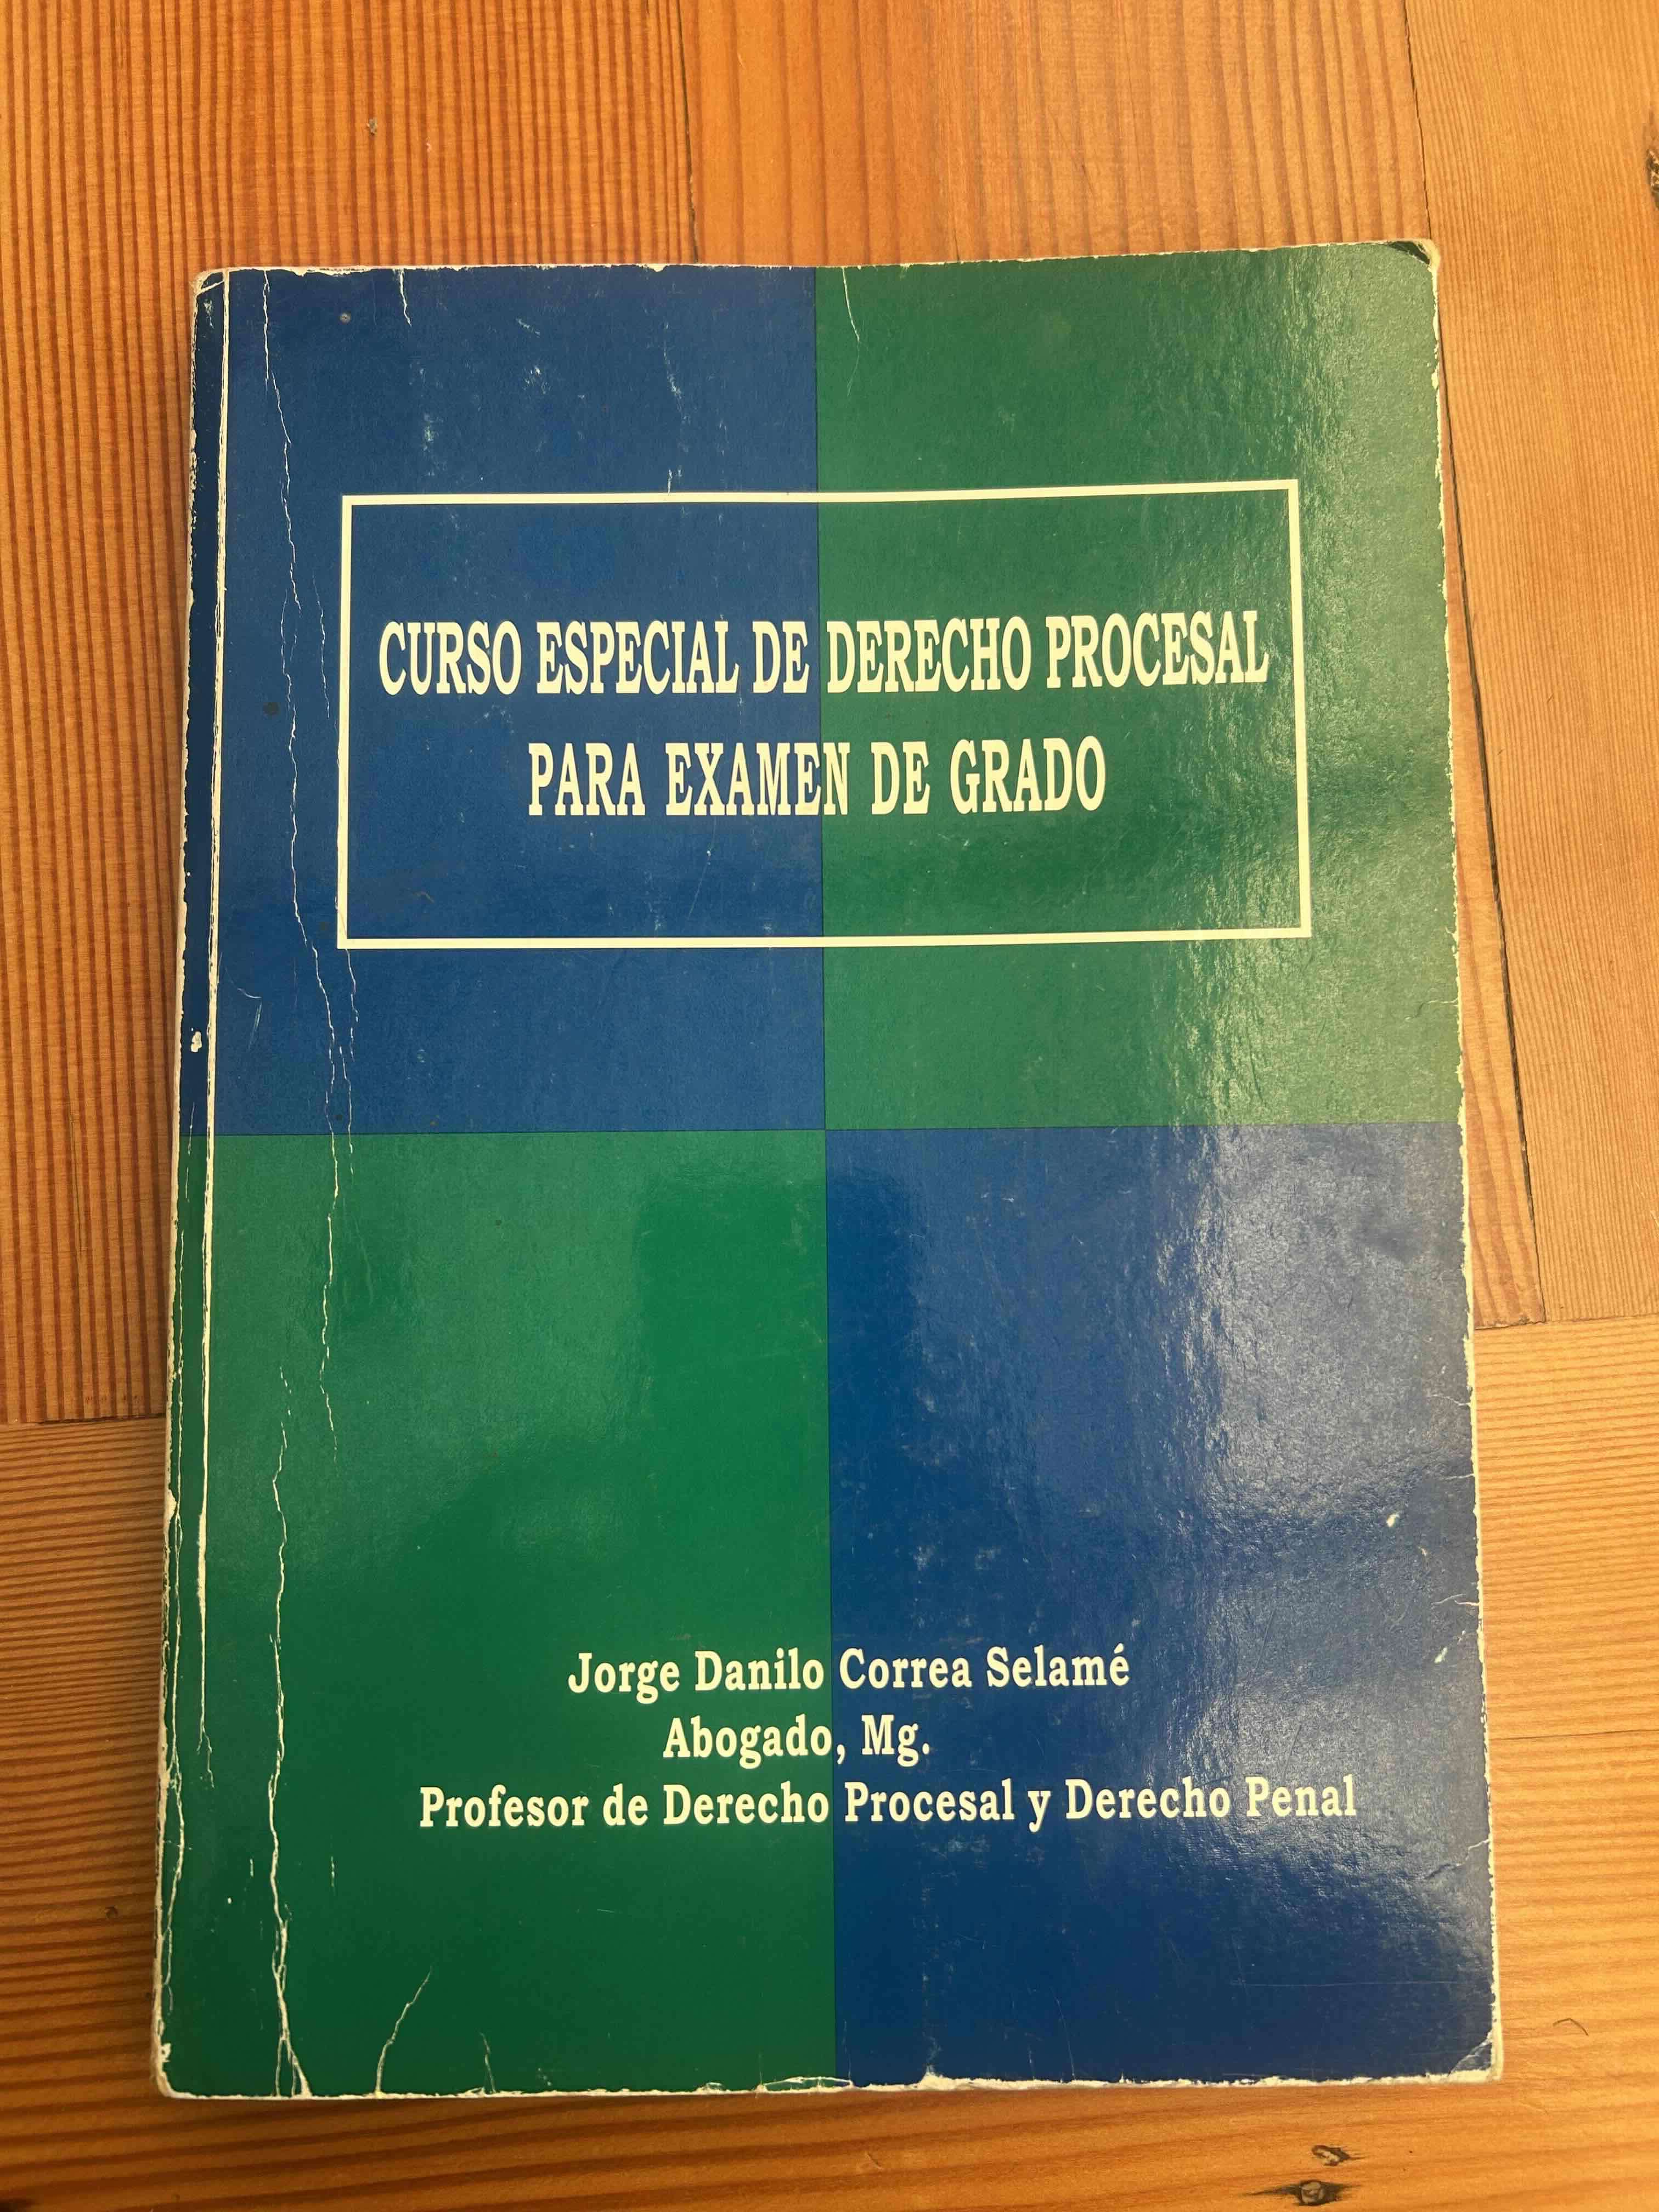 CURSO ESPECIAL DE DERECHO PROCESAL
PARA EXAMEN DE GRADO
Jorge Danilo Correa Selamé
Abogado, Mg.
Profesor de Derecho Procesal y Derecho Penal